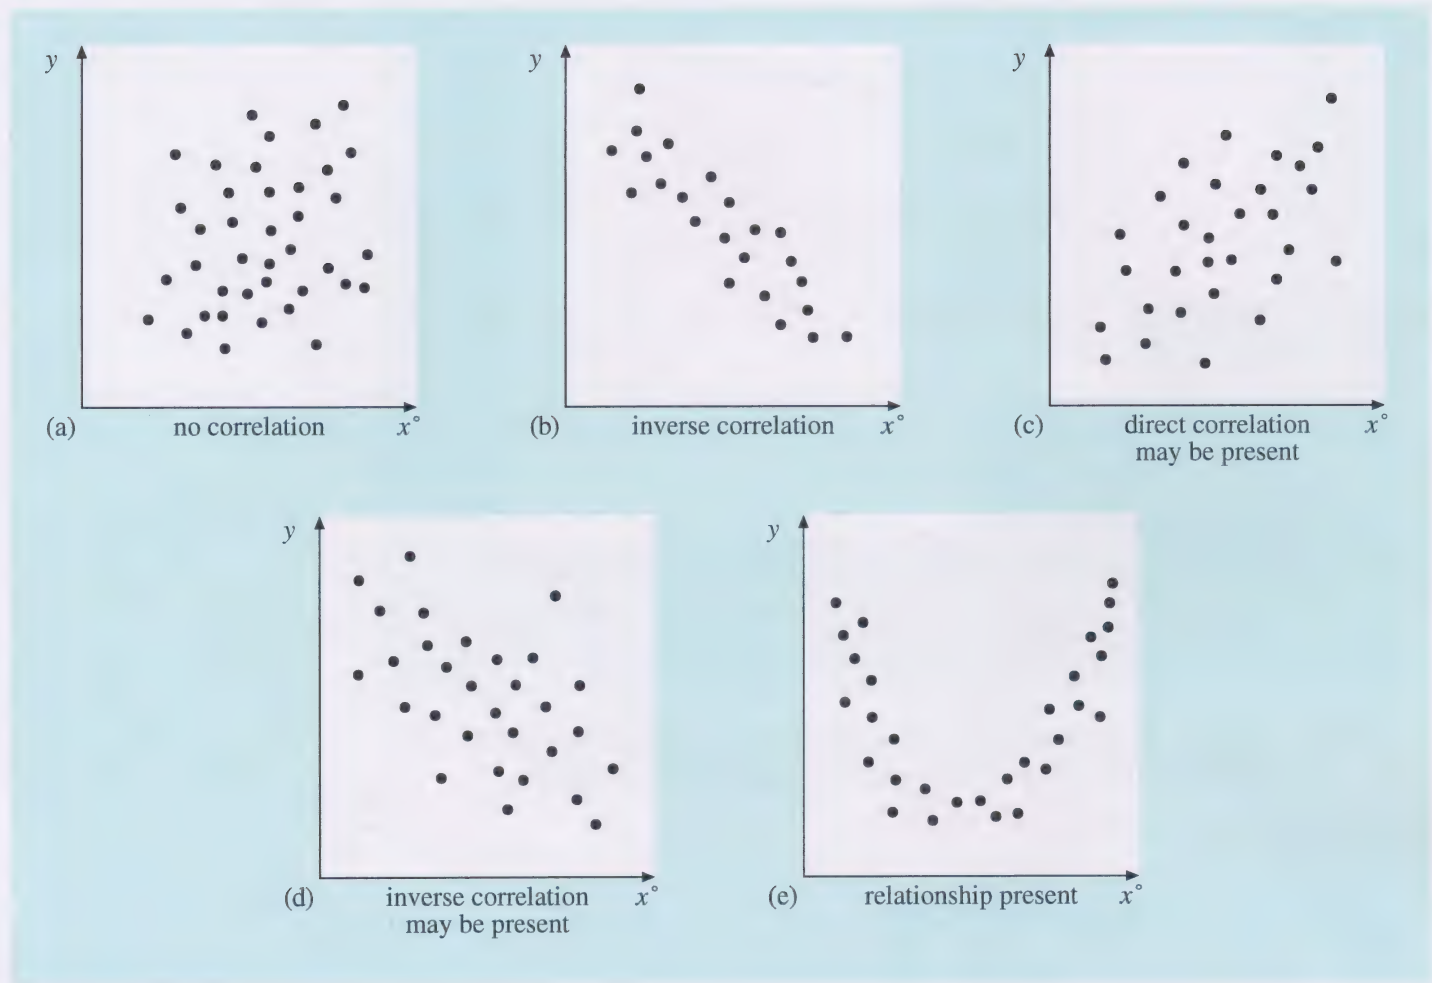 y
y
y
(a) no correlation x°
(b) inverse correlation x°
(c) direct correlation x°
may be present
y
y
(d) inverse correlation x°
may be present
(e) relationship present x°